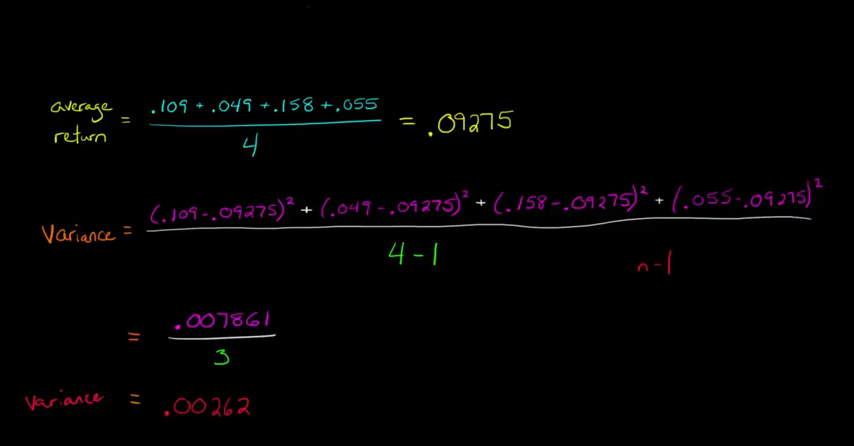 average return = .109 + .049 + .158 + .055 / 4 = .09275
Variance = (.109 - .09275)² + (.049 - .09275)² + (.158 - .09275)² + (.055 - .09275)² / 4 - 1
n - 1
= .007861 / 3
Variance = .00262